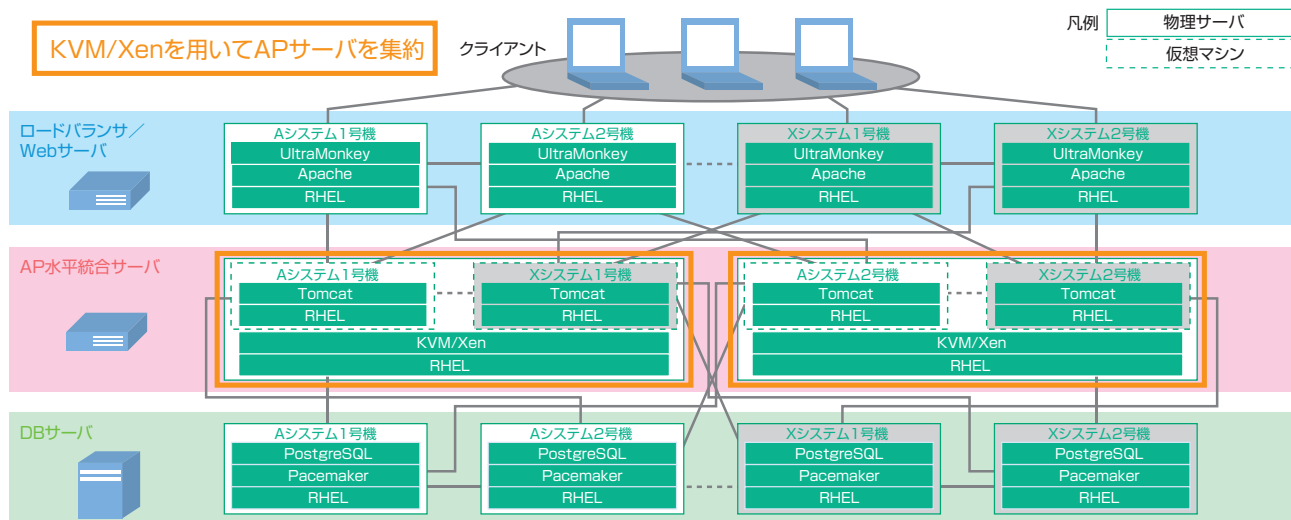 KVM/Xenを用いてAPサーバを集約
クライアント
凡例
物理サーバ
仮想マシン
ロードバランサ／
Webサーバ
Aシステム1号機
UltraMonkey
Apache
RHEL
Aシステム2号機
UltraMonkey
Apache
RHEL
Xシステム1号機
UltraMonkey
Apache
RHEL
Xシステム2号機
UltraMonkey
Apache
RHEL
AP水平統合サーバ
Aシステム1号機
Tomcat
RHEL
Xシステム1号機
Tomcat
RHEL
KVM/Xen
RHEL
Aシステム2号機
Tomcat
RHEL
Xシステム2号機
Tomcat
RHEL
KVM/Xen
RHEL
DBサーバ
Aシステム1号機
PostgreSQL
Pacemaker
RHEL
Aシステム2号機
PostgreSQL
Pacemaker
RHEL
Xシステム1号機
PostgreSQL
Pacemaker
RHEL
Xシステム2号機
PostgreSQL
Pacemaker
RHEL